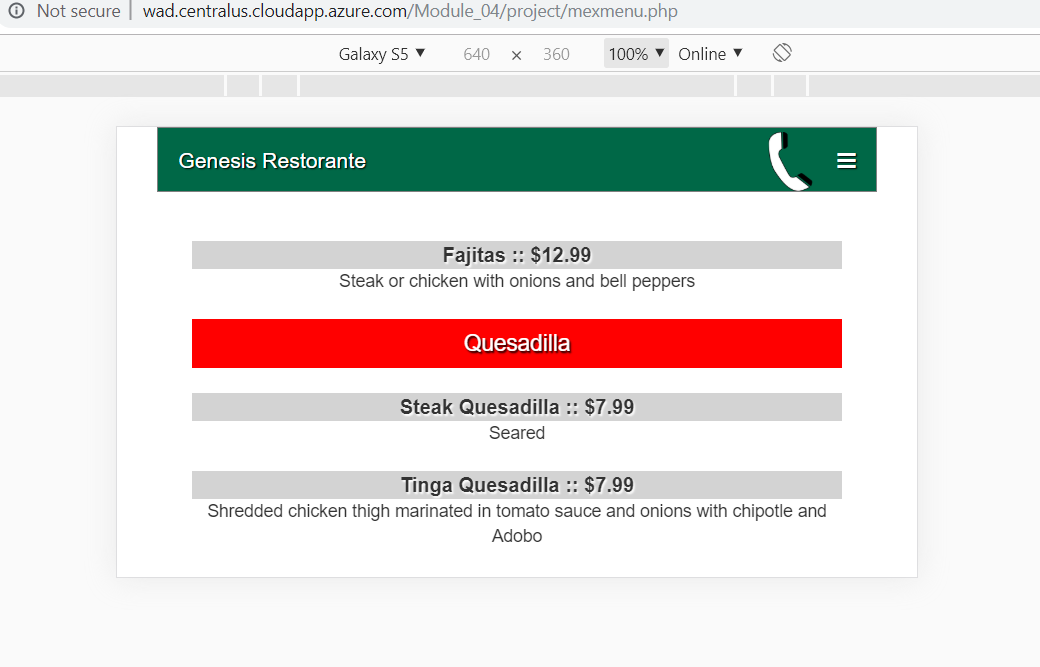 Not secure
wad.centralus.cloudapp.azure.com/Module_04/project/mexmenu.php
Galaxy S5 ▼ 640 × 360 100% ▼ Online ▼
Genesis Restorante
Fajitas :: $12.99
Steak or chicken with onions and bell peppers
Quesadilla
Steak Quesadilla :: $7.99
Seared
Tinga Quesadilla :: $7.99
Shredded chicken thigh marinated in tomato sauce and onions with chipotle and
Adobo